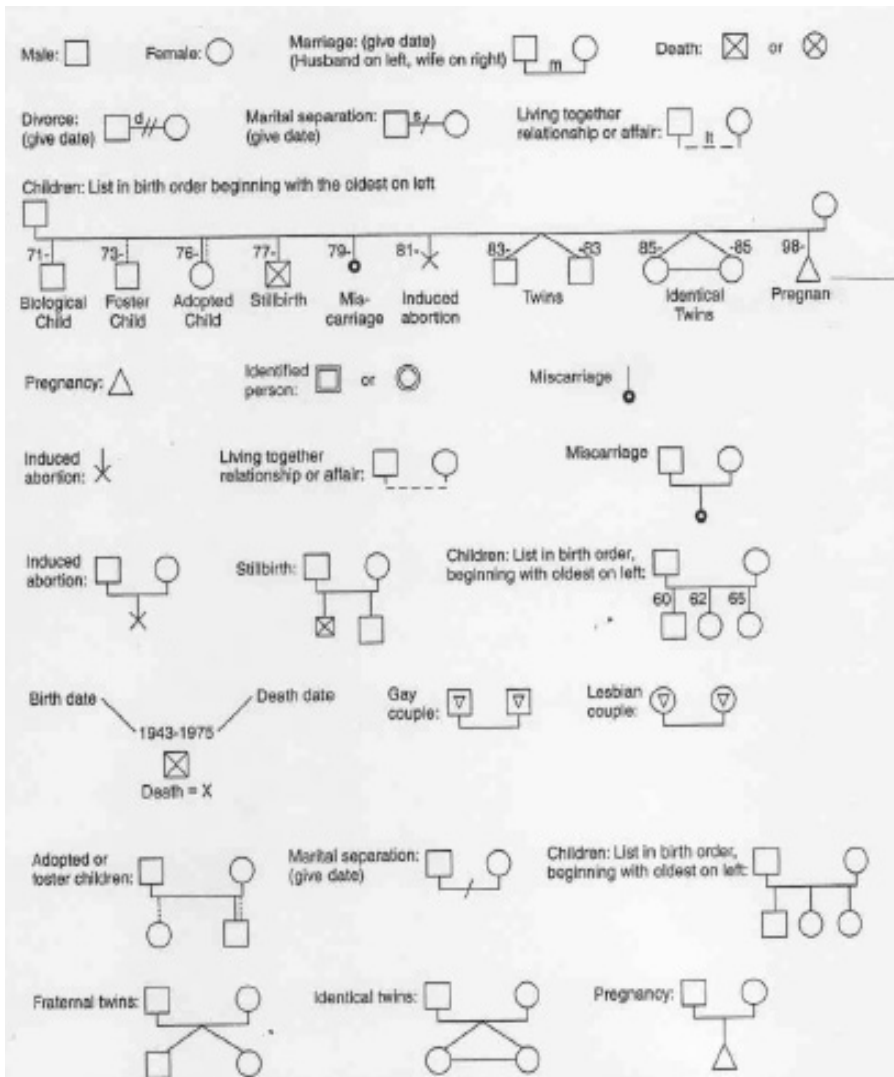 Male:
Female:
Marriage: (give date)
(Husband on left, wife on right)
m
Death:
or
Divorce:
(give date)
d
Marital separation:
(give date)
s
Living together
relationship or affair:
lt
Children: List in birth order beginning with the oldest on left
71-
73-
76-
77-
79-
81-
83-
-83
85-
-85
98-
Biological
Child
Foster
Child
Adopted
Child
Stillbirth
Mis-
carriage
Induced
abortion
Twins
Identical
Twins
Pregnan
Pregnancy:
Identified
person:
or
Miscarriage
Induced
abortion:
Living together
relationship or affair:
Miscarriage
Induced
abortion:
Stillbirth:
Children: List in birth order,
beginning with oldest on left:
60
62
65
Birth date
Death date
1943-1975
Death = X
Gay
couple:
Lesbian
couple:
Adopted or
foster children:
Marital separation:
(give date)
Children: List in birth order,
beginning with oldest on left:
Fraternal twins:
Identical twins:
Pregnancy: